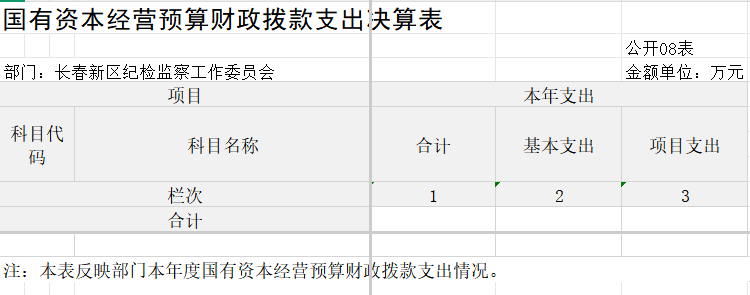 国有资本经营预算财政拨款支出决算表
公开08表
部门：长春新区纪检监察工作委员会 金额单位：万元
项目 本年支出
科目代码 科目名称 合计 基本支出 项目支出
栏次 1 2 3
合计
注：本表反映部门本年度国有资本经营预算财政拨款支出情况。